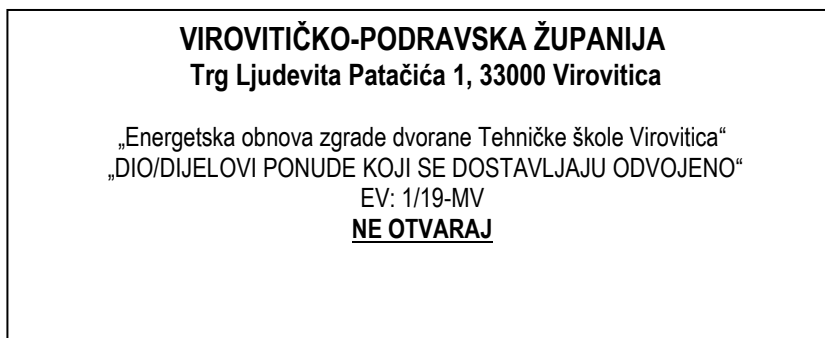 VIROVITIČKO-PODRAVSKA ŽUPANIJA
Trg Ljudevita Patačića 1, 33000 Virovitica
„Energetska obnova zgrade dvorane Tehničke škole Virovitica“
„DIO/DIJELOVI PONUDE KOJI SE DOSTAVLJAJU ODVOJENO“
EV: 1/19-MV
NE OTVARAJ